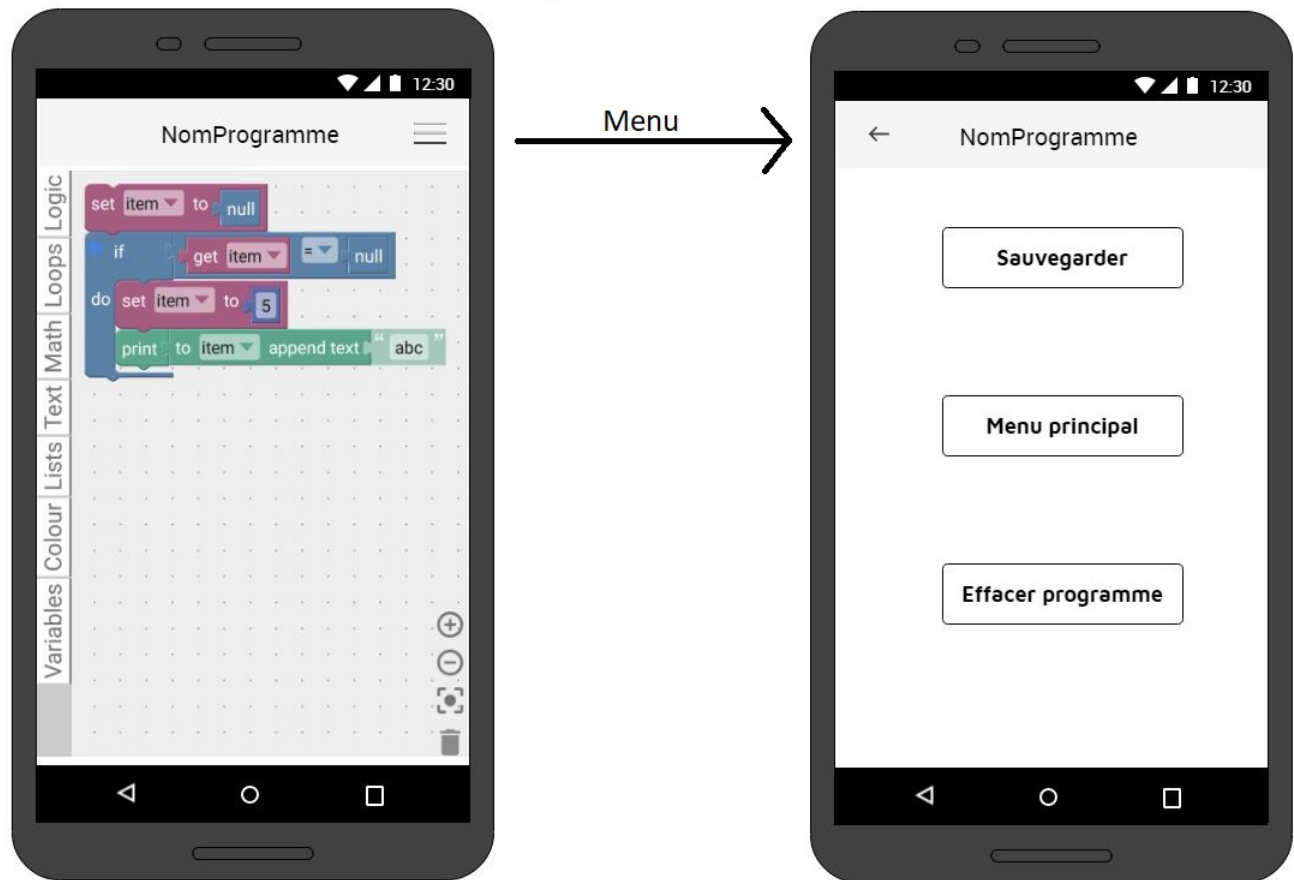 12:30
NomProgramme
Logic
Loops
Math
Text
Lists
Colour
Variables
set item to null
if get item = null
do set item to 5
print to item append text “ abc ”
Menu
12:30
NomProgramme
Sauvegarder
Menu principal
Effacer programme